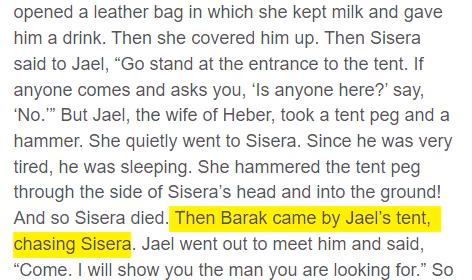 opened a leather bag in which she kept milk and gave
him a drink. Then she covered him up. Then Sisera
said to Jael, “Go stand at the entrance to the tent. If
anyone comes and asks you, ‘Is anyone here?’ say,
‘No.’” But Jael, the wife of Heber, took a tent peg and a
hammer. She quietly went to Sisera. Since he was very
tired, he was sleeping. She hammered the tent peg
through the side of Sisera’s head and into the ground!
And so Sisera died. Then Barak came by Jael’s tent,
chasing Sisera. Jael went out to meet him and said,
“Come. I will show you the man you are looking for.” So